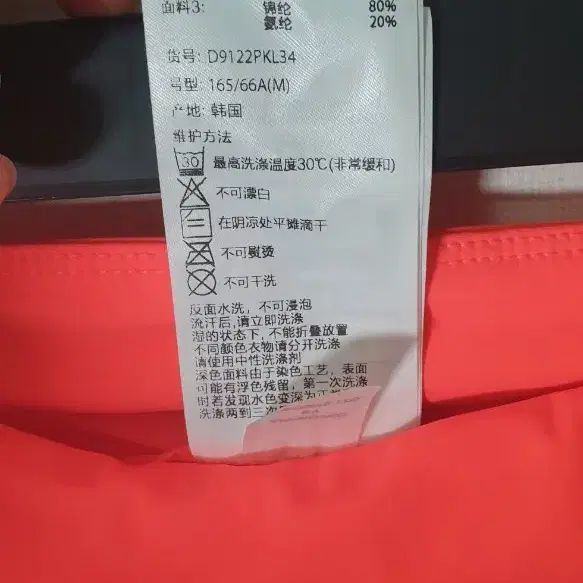 面料3: 锦纶 80%
氨纶 20%
货号: D9122PKL34
号型: 165/66A(M)
产地: 韩国
维护方法
30 最高洗涤温度30℃(非常缓和)
不可漂白
在阴凉处平摊滴干
不可熨烫
不可干洗
反面水洗，不可浸泡
流汗后,请立即洗涤
湿的状态下, 不能折叠放置
不同颜色衣物请分开洗涤
请使用中性洗涤剂
深色面料由于染色工艺，表面
可能有浮色残留，第一次洗涤
时若发现水色变深为正
洗涤两到三次